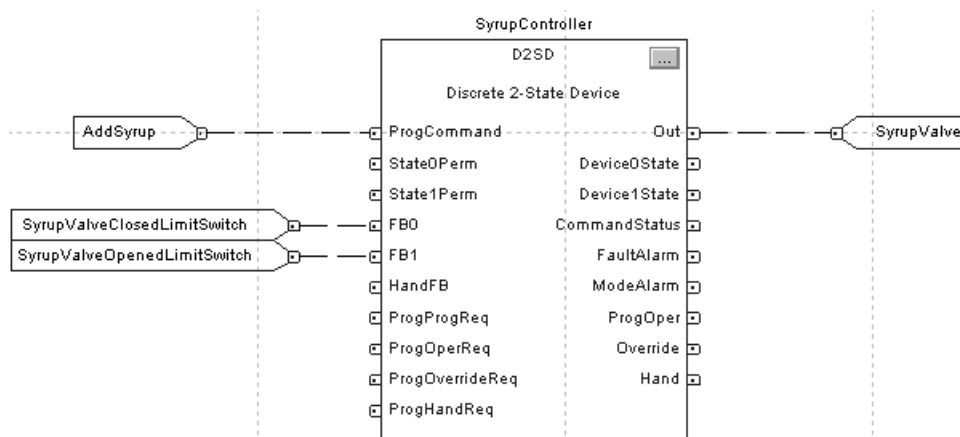 SyrupController
D2SD
...
Discrete 2-State Device
AddSyrup
ProgCommand
Out
SyrupValve
State0Perm
Device0State
State1Perm
Device1State
SyrupValveClosedLimitSwitch
FB0
CommandStatus
SyrupValveOpenedLimitSwitch
FB1
FaultAlarm
HandFB
ModeAlarm
ProgProgReq
ProgOper
ProgOperReq
Override
ProgOverrideReq
Hand
ProgHandReq